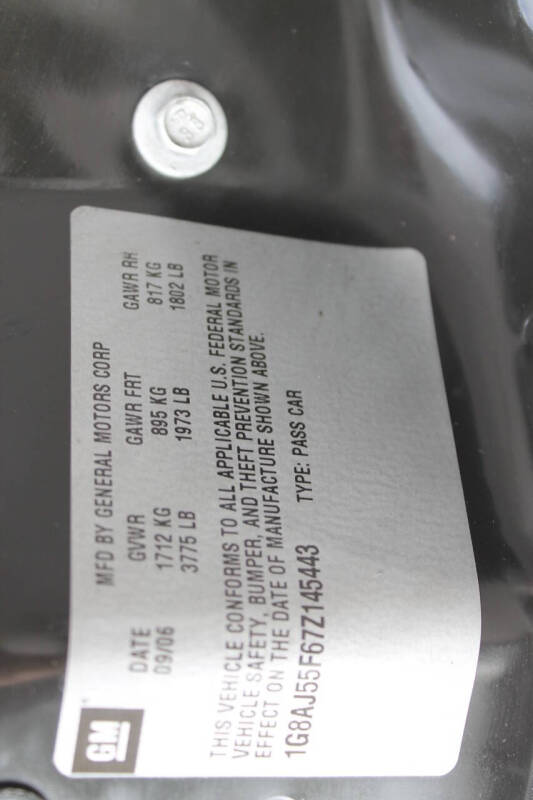 GM
MFD BY GENERAL MOTORS CORP
DATE GVWR GAWR FRT GAWR RH
09/06 1712 KG 895 KG 817 KG
3775 LB 1973 LB 1802 LB
THIS VEHICLE CONFORMS TO ALL APPLICABLE U.S. FEDERAL MOTOR
VEHICLE SAFETY, BUMPER, AND THEFT PREVENTION STANDARDS IN
EFFECT ON THE DATE OF MANUFACTURE SHOWN ABOVE.
1G8AJ55F67Z145443 TYPE: PASS CAR